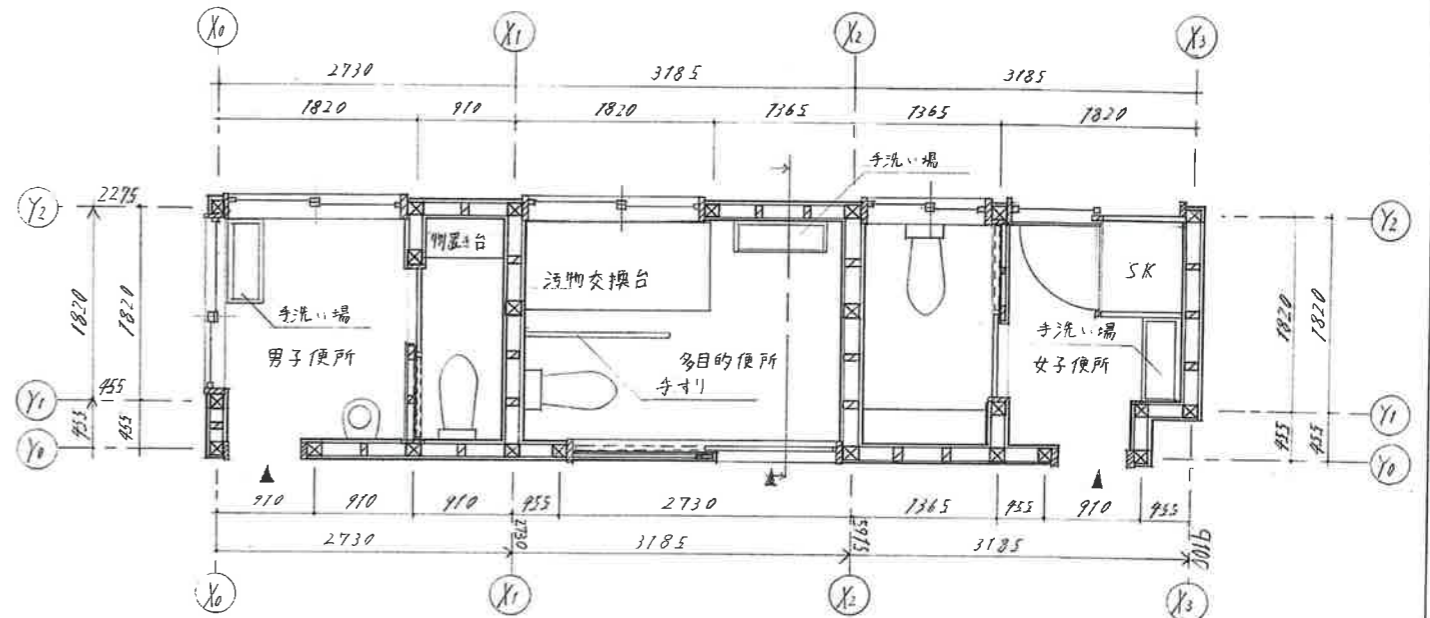 X0 X1 X2 X3
2730 3185 3185
1820 910 1820 1365 1365 1820
手洗い場
Y2 2275 Y2
物置き台
汚物交換台
SK
1820 1820 1820 1820
手洗い場
手洗い場
男子便所
多目的便所
女子便所
手すり
Y1 455 Y1
455 455 455 455
Y0 Y0
910 910 910 455 2730 1365 455 910 455
2730 3185 3185
2730 5915 9100
X0 X1 X2 X3